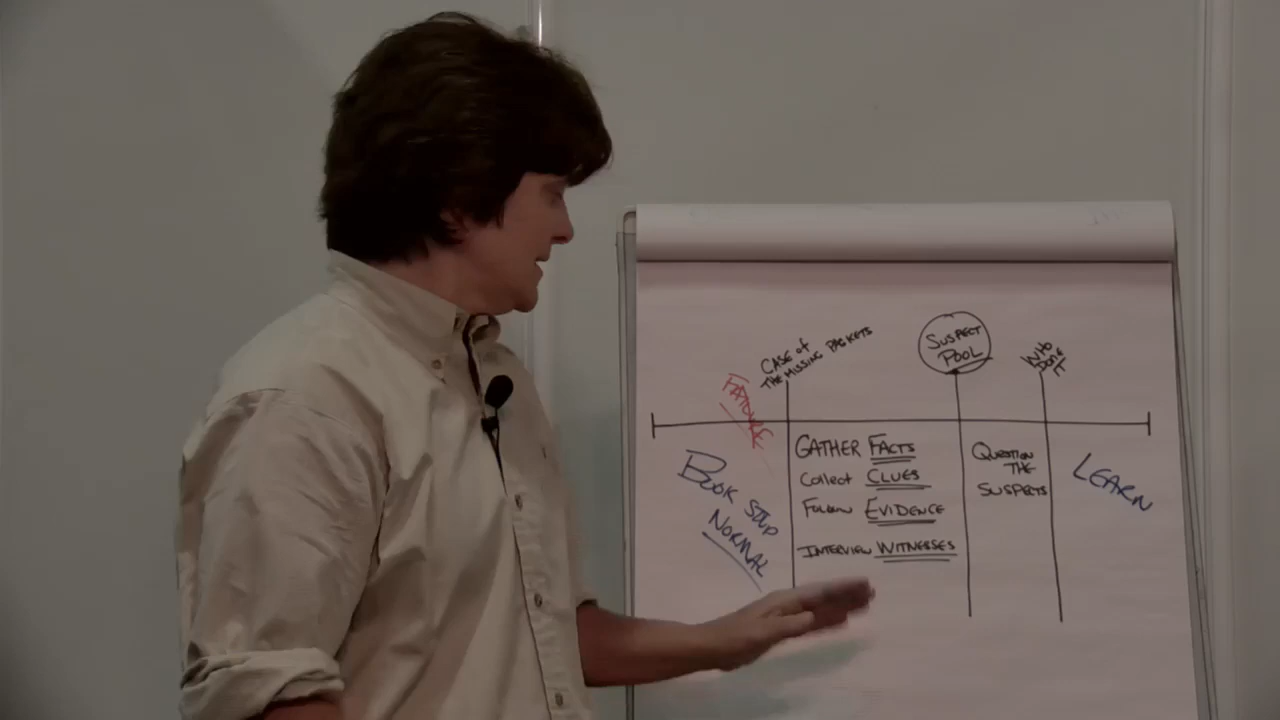 CASE of
THE MISSING PACKETS
SUSPECT
POOL
WHO
DONE
IT
FAILURE
GATHER FACTS
Collect CLUES
Follow EVIDENCE
INTERVIEW WITNESSES
QUESTION
THE
SUSPECTS
LEARN
BOOK
NORMAL